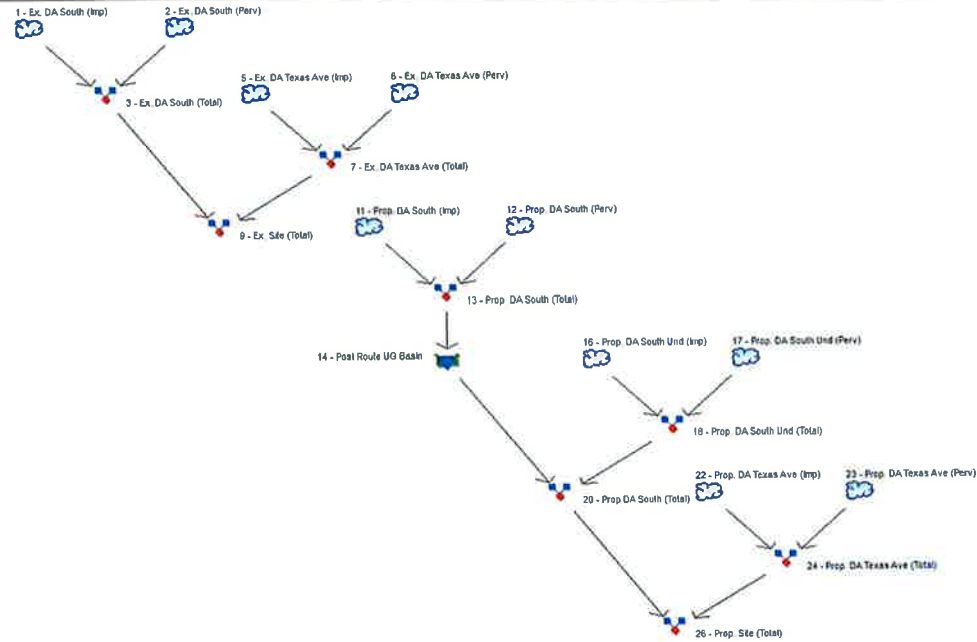 1 - Ex. DA South (Imp)
2 - Ex. DA South (Perv)
3 - Ex. DA South (Total)
5 - Ex. DA Texas Ave (Imp)
6 - Ex. DA Texas Ave (Perv)
7 - Ex. DA Texas Ave (Total)
9 - Ex. Site (Total)
11 - Prop. DA South (Imp)
12 - Prop. DA South (Perv)
13 - Prop. DA South (Total)
14 - Post Route UG Basin
16 - Prop. DA South Und (Imp)
17 - Prop. DA South Und (Perv)
18 - Prop. DA South Und (Total)
20 - Prop DA South (Total)
22 - Prop. DA Texas Ave (Imp)
23 - Prop. DA Texas Ave (Perv)
24 - Prop. DA Texas Ave (Total)
26 - Prop. Site (Total)